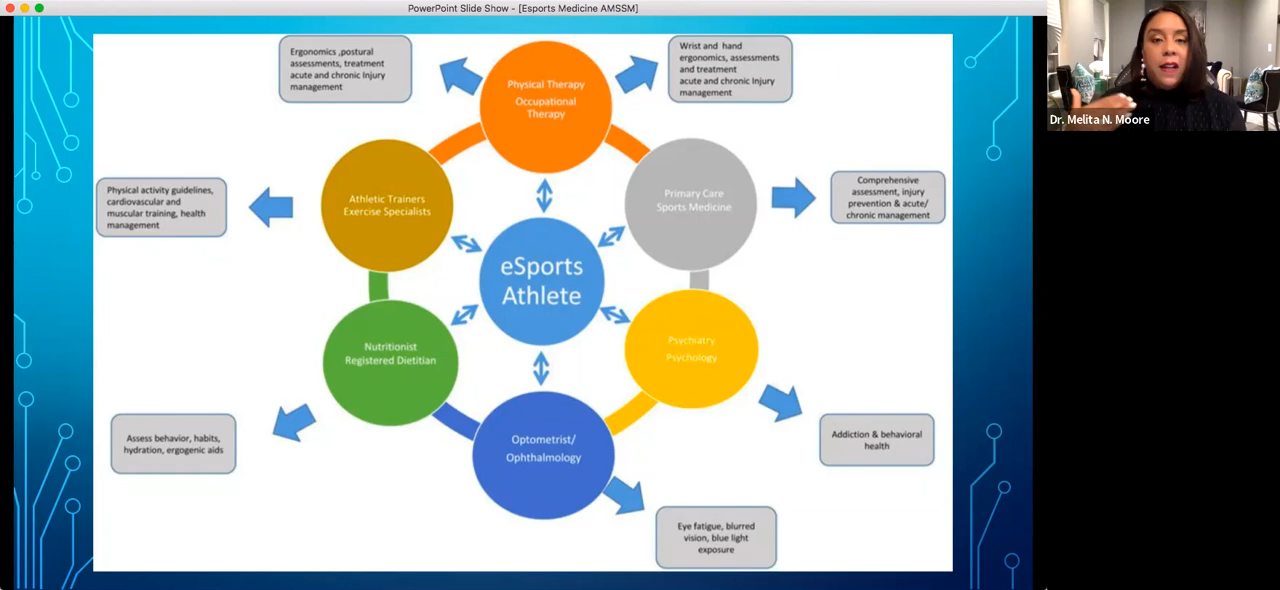 PowerPoint Slide Show - [Esports Medicine AMSSM]
Ergonomics ,postural
assessments, treatment
acute and chronic Injury
management
Physical Therapy
Occupational
Therapy
Wrist and hand
ergonomics, assessments
and treatment
acute and chronic Injury
management
Physical activity guidelines,
cardiovascular and
muscular training, health
management
Athletic Trainers
Exercise Specialists
Primary Care
Sports Medicine
Comprehensive
assessment, injury
prevention & acute/
chronic management
eSports
Athlete
Nutritionist
Registered Dietitian
Psychiatry
Psychology
Assess behavior, habits,
hydration, ergogenic aids
Optometrist/
Ophthalmology
Addiction & behavioral
health
Eye fatigue, blurred
vision, blue light
exposure
Dr. Melita N. Moore